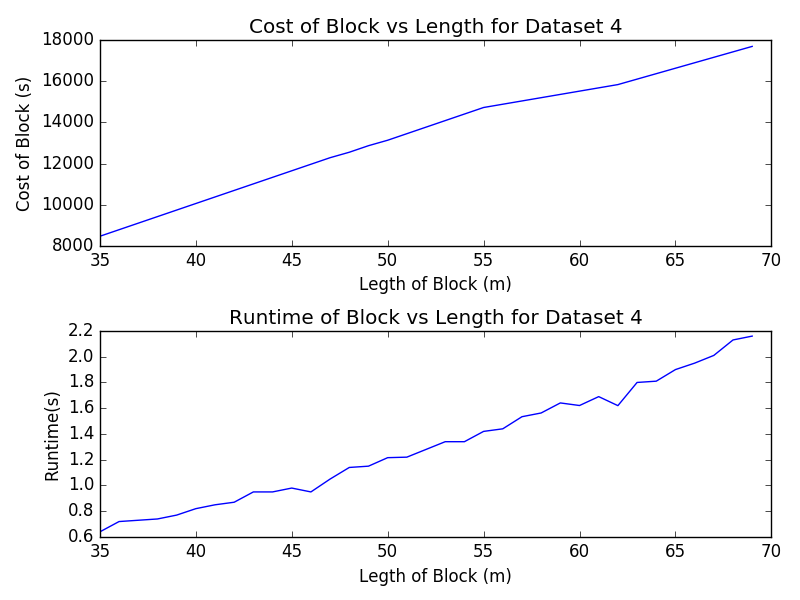 Cost of Block vs Length for Dataset 4
18000
16000
14000
12000
10000
8000
Cost of Block (s)
35 40 45 50 55 60 65 70
Legth of Block (m)
Runtime of Block vs Length for Dataset 4
2.2
2.0
1.8
1.6
1.4
1.2
1.0
0.8
0.6
Runtime(s)
35 40 45 50 55 60 65 70
Legth of Block (m)